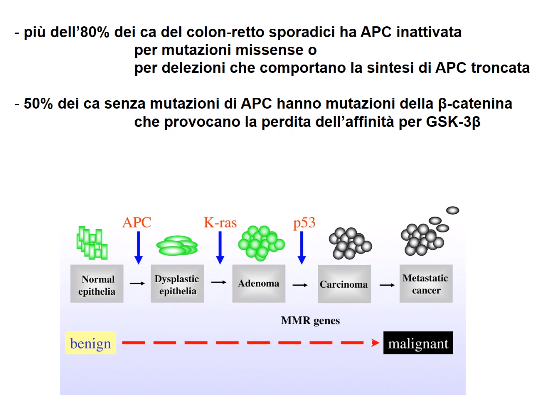 - più dell'80% dei ca del colon-retto sporadici ha APC inattivata
per mutazioni missense o
per delezioni che comportano la sintesi di APC troncata
- 50% dei ca senza mutazioni di APC hanno mutazioni della β-catenina
che provocano la perdita dell'affinità per GSK-3β
APC K-ras p53
Normal epithelia
Dysplastic epithelia
Adenoma
Carcinoma
Metastatic cancer
MMR genes
benign malignant